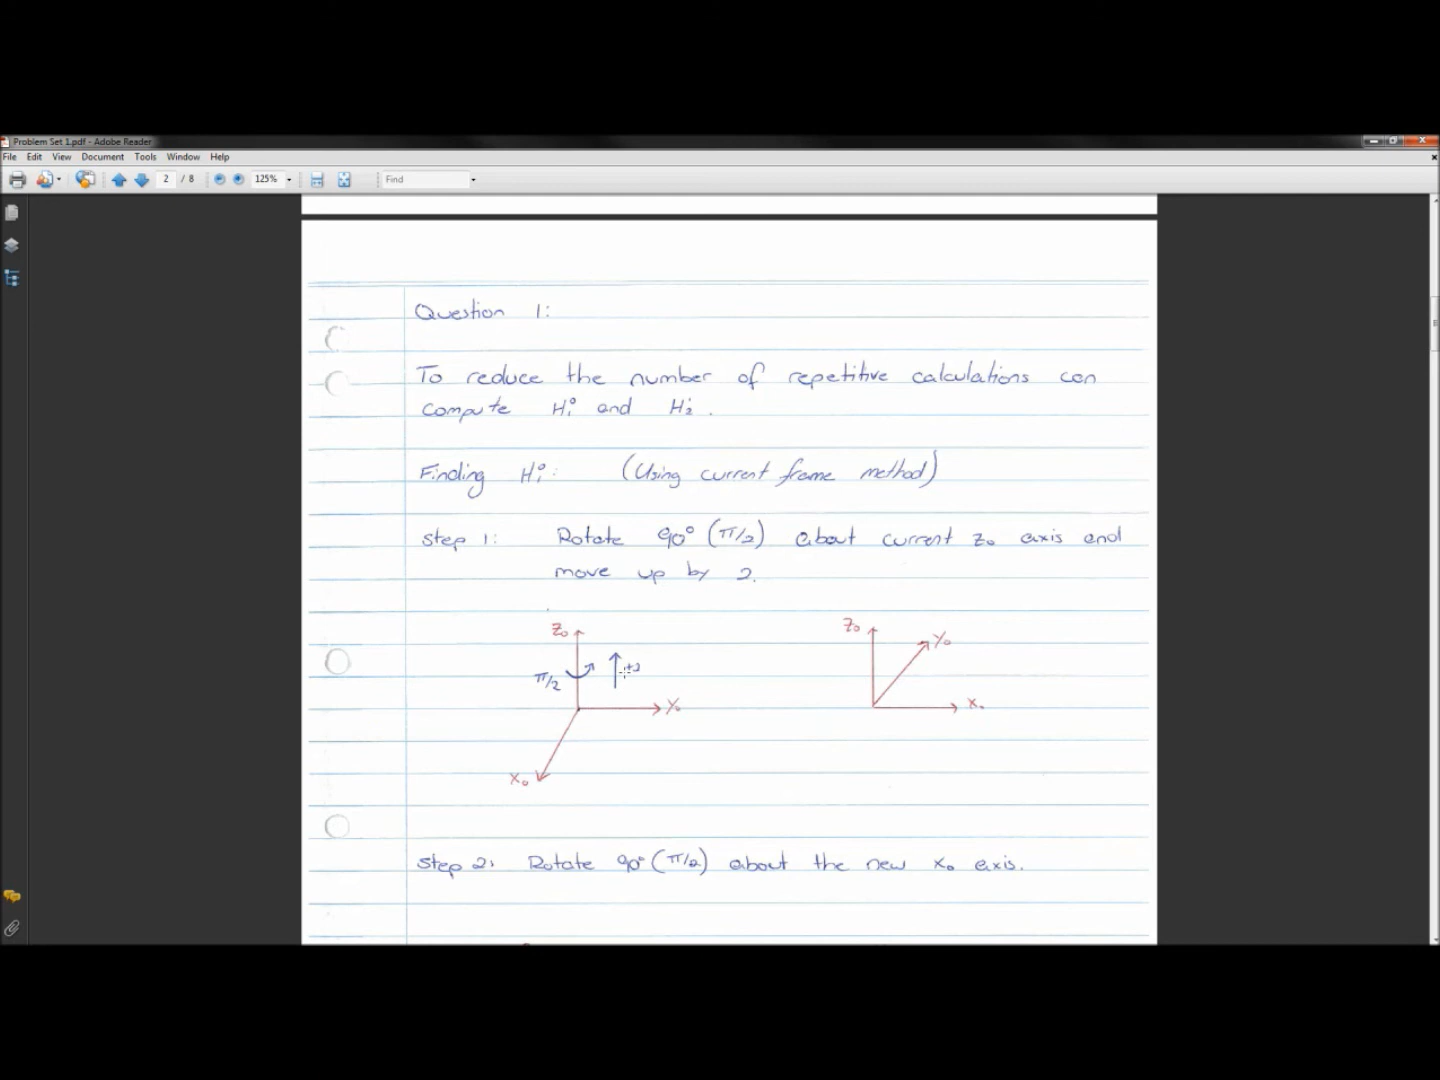 Problem Set 1.pdf - Adobe Reader
File Edit View Document Tools Window Help
2 / 8 125% Find
Question 1:
To reduce the number of repetitive calculations can
compute H₁⁰ and H₂¹.
Finding H₁⁰: (Using current frame method)
Step 1: Rotate 90° (π/2) about current Z₀ axis and
move up by 2.
Z₀ Z₀ Y₀
π/2 +2
Y₀ X₀
X₀
Step 2: Rotate 90° (π/2) about the new X₀ axis.